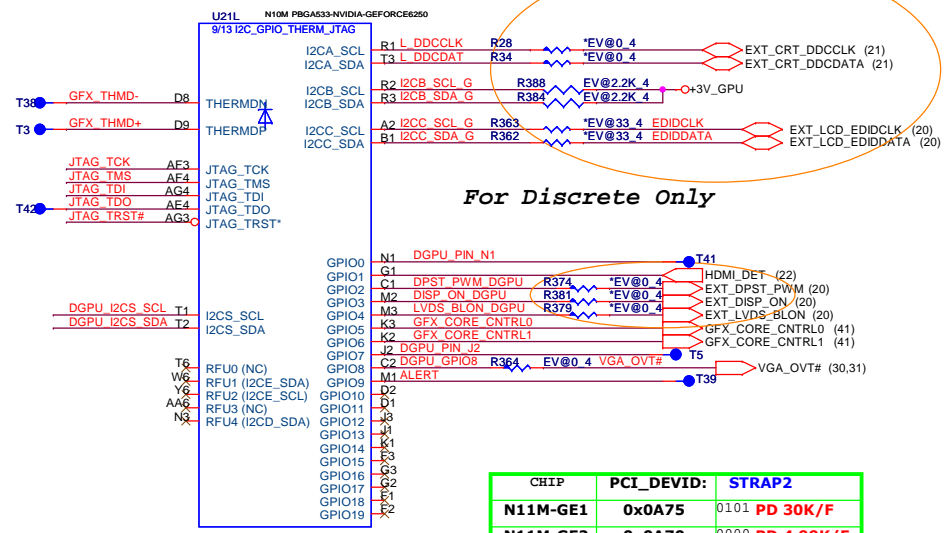 U21L
N10M PBGA533-NVIDIA-GEFORCE6250
9/13 I2C_GPIO_THERM_JTAG
I2CA_SCL R1 L_DDCCLK R28 *EV@0_4 EXT_CRT_DDCCLK (21)
I2CA_SDA T3 L_DDCDAT R34 *EV@0_4 EXT_CRT_DDCDATA (21)
I2CB_SCL R2 I2CB_SCL_G R388 EV@2.2K_4 +3V_GPU
I2CB_SDA R3 I2CB_SDA_G R384 EV@2.2K_4
T38 GFX_THMD- D8 THERMDN
T3 GFX_THMD+ D9 THERMDP
I2CC_SCL A2 I2CC_SCL_G R363 *EV@33_4 EDIDCLK EXT_LCD_EDIDCLK (20)
I2CC_SDA B1 I2CC_SDA_G R362 *EV@33_4 EDIDDATA EXT_LCD_EDIDDATA (20)
JTAG_TCK AF3 JTAG_TCK
JTAG_TMS AF4 JTAG_TMS
JTAG_TDI AG4 JTAG_TDI
T42 JTAG_TDO AE4 JTAG_TDO
JTAG_TRST# AG3 JTAG_TRST*
For Discrete Only
GPIO0 N1 DGPU_PIN_N1 T41
GPIO1 G1 HDMI_DET (22)
GPIO2 C1 DPST_PWM_DGPU R374 *EV@0_4 EXT_DPST_PWM (20)
GPIO3 M2 DISP_ON_DGPU R381 *EV@0_4 EXT_DISP_ON (20)
GPIO4 M3 LVDS_BLON_DGPU R379 *EV@0_4 EXT_LVDS_BLON (20)
GPIO5 K3 GFX_CORE_CNTRL0 GFX_CORE_CNTRL0 (41)
GPIO6 K2 GFX_CORE_CNTRL1 GFX_CORE_CNTRL1 (41)
GPIO7 J2 DGPU_PIN_J2 T5
GPIO8 C2 DGPU_GPIO8 R364 EV@0_4 VGA_OVT# VGA_OVT# (30,31)
GPIO9 M1 ALERT T39
GPIO10 D2
GPIO11 D1
GPIO12 J3
GPIO13 J1
GPIO14 K1
GPIO15 F3
GPIO16 G3
GPIO17 G2
GPIO18 F1
GPIO19 F2
DGPU_I2CS_SCL T1 I2CS_SCL
DGPU_I2CS_SDA T2 I2CS_SDA
T6 RFU0 (NC)
W6 RFU1 (I2CE_SDA)
Y6 RFU2 (I2CE_SCL)
AA6 RFU3 (NC)
N3 RFU4 (I2CD_SDA)
CHIP PCI_DEVID: STRAP2
N11M-GE1 0x0A75 0101 PD 30K/F